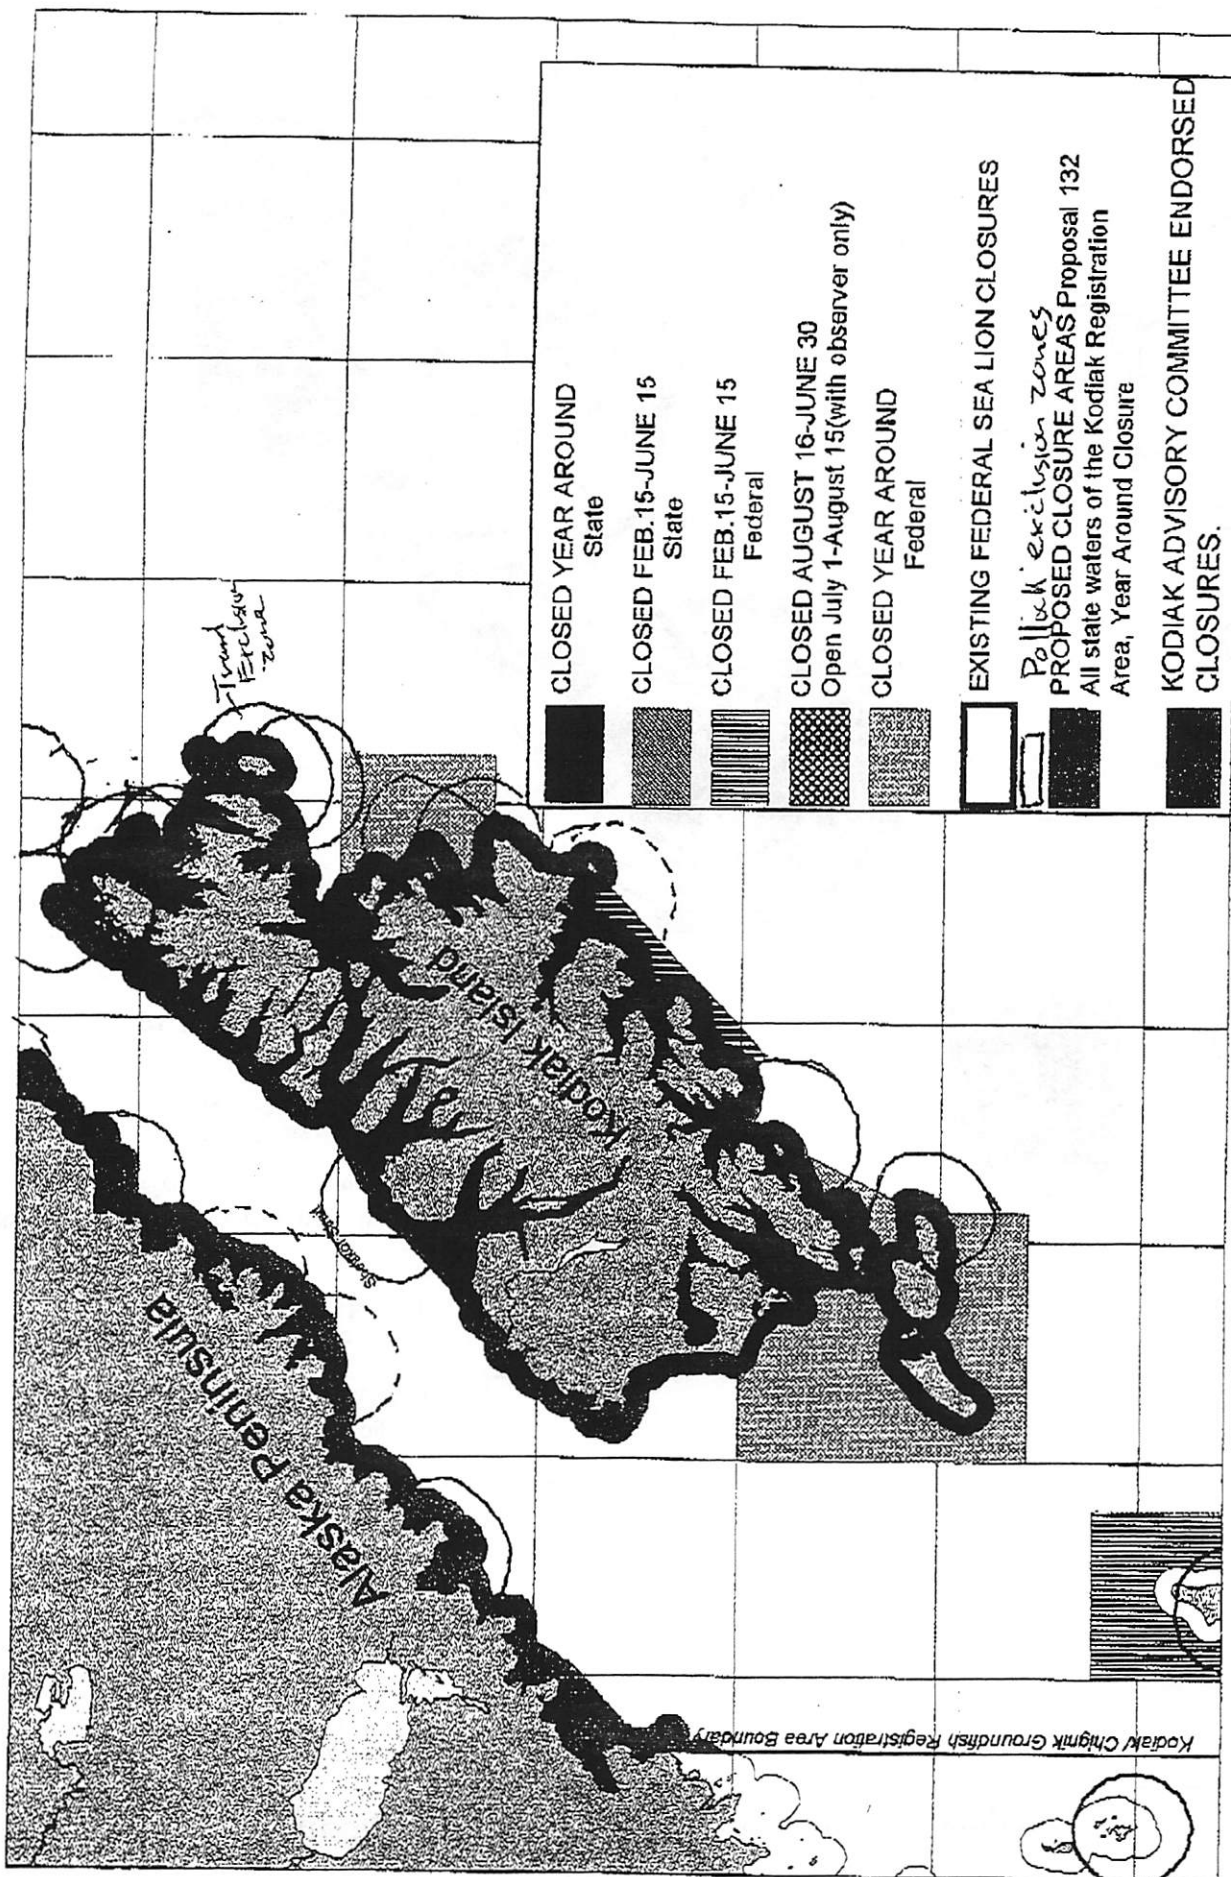 Alaska Peninsula
Kodiak Island
Trawl
Exclusion
zone
Kodiak/ Chignik Groundfish Registration Area Boundary
CLOSED YEAR AROUND
State
CLOSED FEB.15-JUNE 15
State
CLOSED FEB.15-JUNE 15
Federal
CLOSED AUGUST 16-JUNE 30
Open July 1-August 15(with observer only)
CLOSED YEAR AROUND
Federal
EXISTING FEDERAL SEA LION CLOSURES
Pollock exclusion zones
PROPOSED CLOSURE AREAS Proposal 132
All state waters of the Kodiak Registration
Area, Year Around Closure
KODIAK ADVISORY COMMITTEE ENDORSED
CLOSURES.